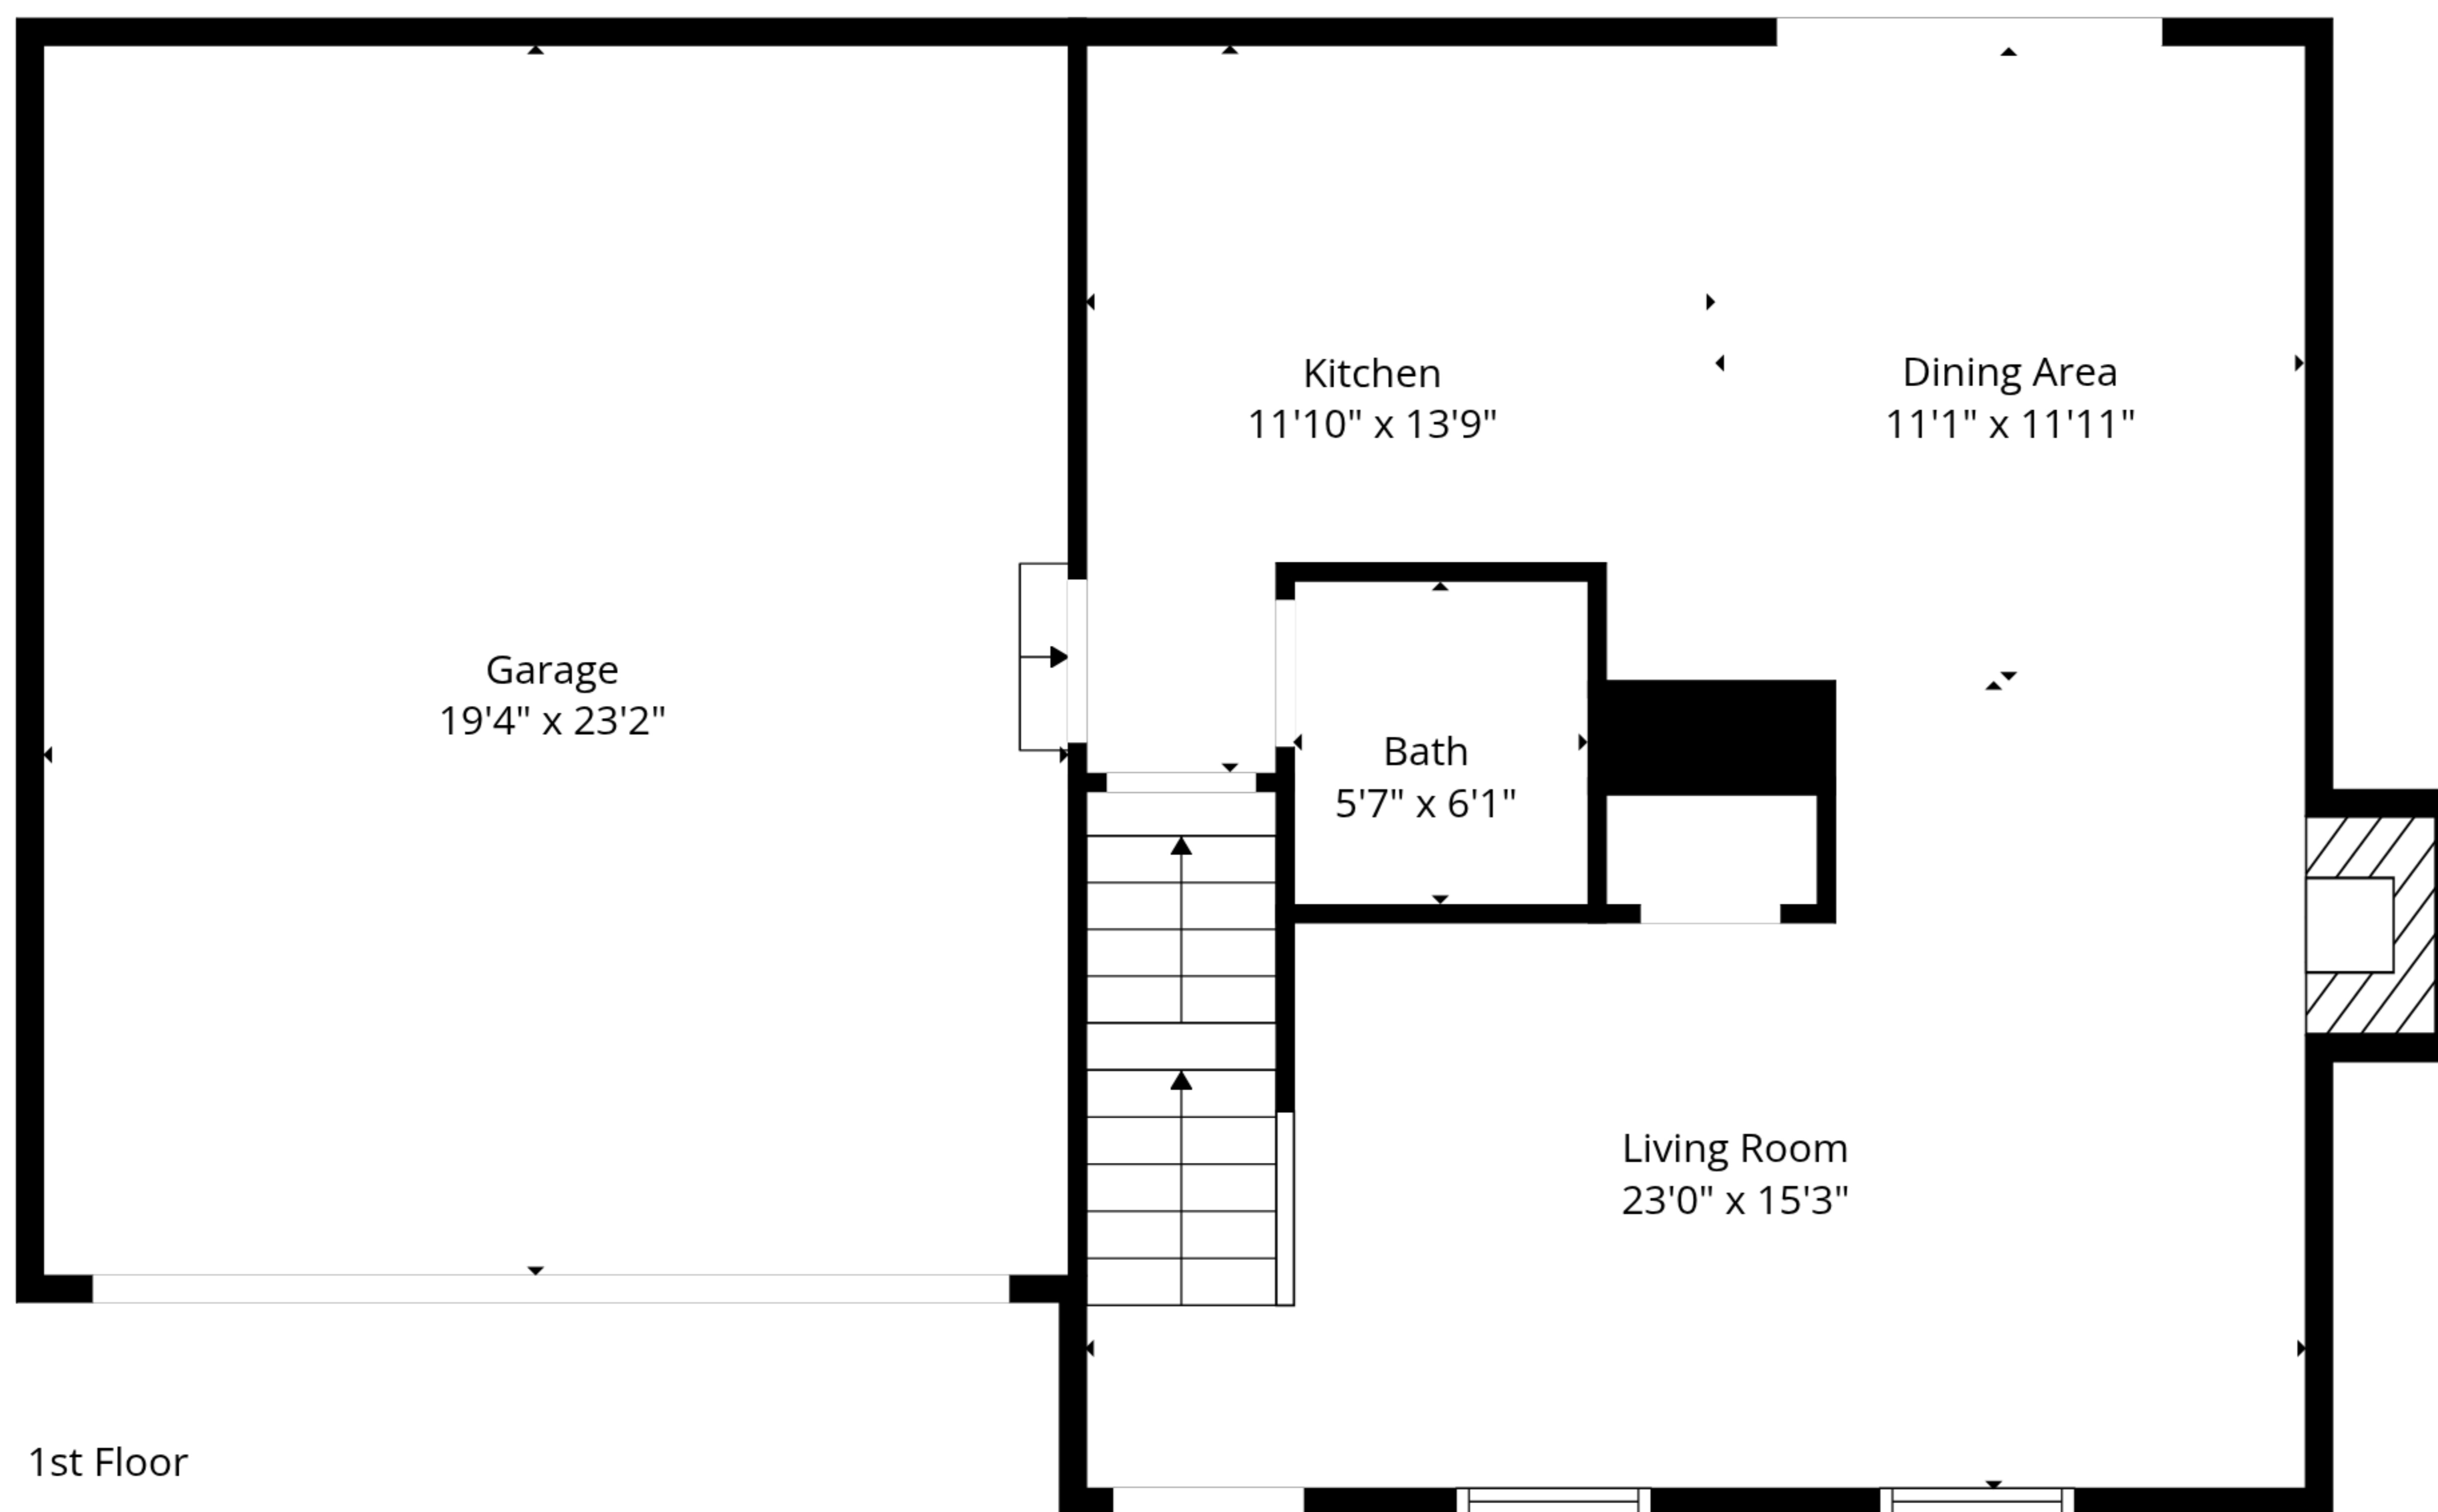 Kitchen
11'10" x 13'9"
Dining Area
11'1" x 11'11"
Garage
19'4" x 23'2"
Bath
5'7" x 6'1"
Living Room
23'0" x 15'3"
1st Floor